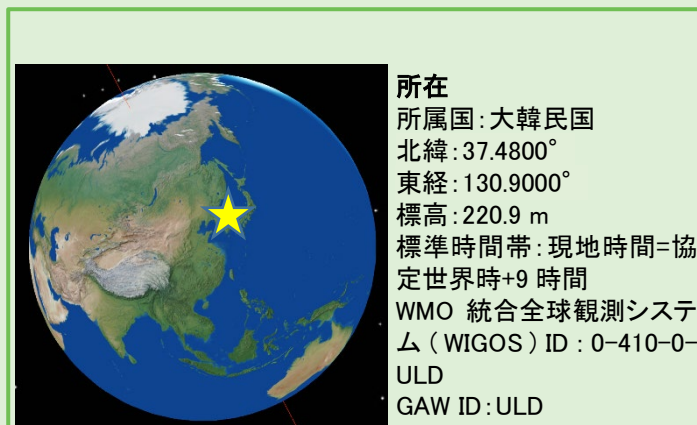 所在
所属国:大韓民国
北緯:37.4800°
東経:130.9000°
標高:220.9 m
標準時間帯:現地時間=協
定世界時+9 時間
WMO 統合全球観測システ
ム ( WIGOS ) ID : 0-410-0-
ULD
GAW ID:ULD